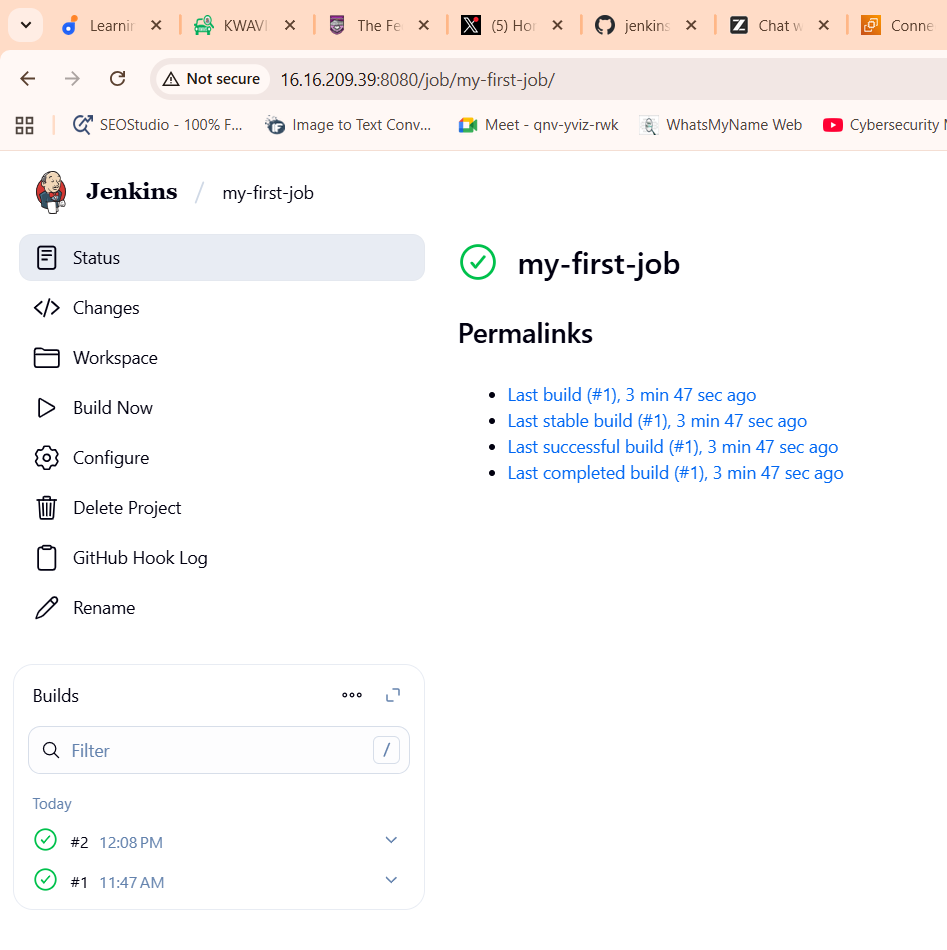 Learnin KWAVI The Fe (5) Hor jenkins Chat w Conne
Not secure 16.16.209.39:8080/job/my-first-job/
SEOStudio - 100% F... Image to Text Conv... Meet - qnv-yviz-rwk WhatsMyName Web Cybersecurity
Jenkins / my-first-job
Status
my-first-job
Changes
Permalinks
Workspace
Last build (#1), 3 min 47 sec ago
Build Now
Last stable build (#1), 3 min 47 sec ago
Last successful build (#1), 3 min 47 sec ago
Configure
Last completed build (#1), 3 min 47 sec ago
Delete Project
GitHub Hook Log
Rename
Builds
Filter /
Today
#2 12:08 PM
#1 11:47 AM